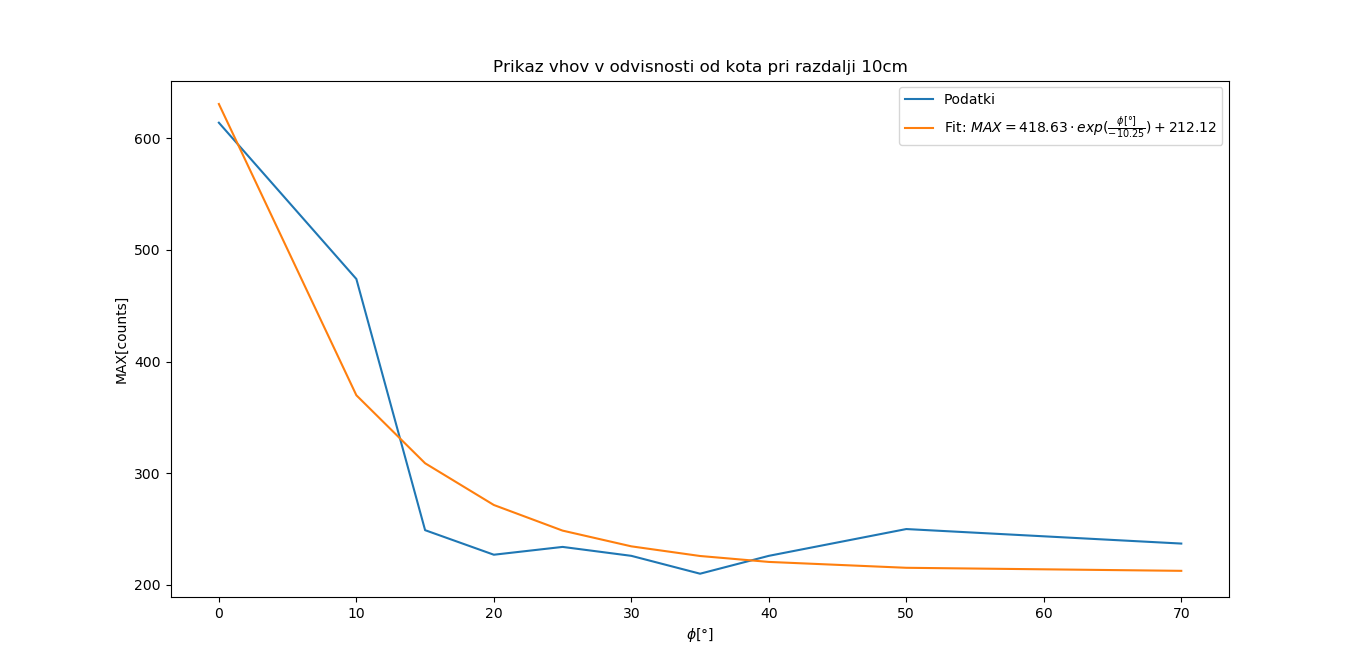 Prikaz vhov v odvisnosti od kota pri razdalji 10cm
Podatki
Fit: MAX = 418.63 · exp(ϕ[°]/−10.25) + 212.12
MAX[counts]
600
500
400
300
200
0 10 20 30 40 50 60 70
ϕ[°]